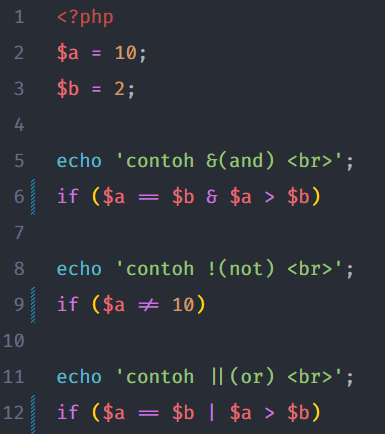 1 <?php
2 $a = 10;
3 $b = 2;
4
5 echo 'contoh &(and) <br>';
6 if ($a == $b & $a > $b)
7
8 echo 'contoh !(not) <br>';
9 if ($a != 10)
10
11 echo 'contoh ||(or) <br>';
12 if ($a == $b | $a > $b)